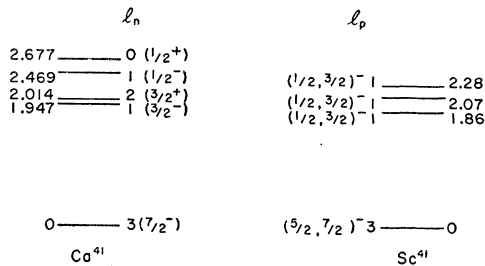 ℓn ℓp
2.677 0 (1/2+)
2.469 1 (1/2−)
2.014 2 (3/2+)
1.947 1 (3/2−)
(1/2, 3/2)− 1 2.28
(1/2, 3/2)− 1 2.07
(1/2, 3/2)− 1 1.86
0 3(7/2−) (5/2, 7/2)− 3 0
Ca41 Sc41